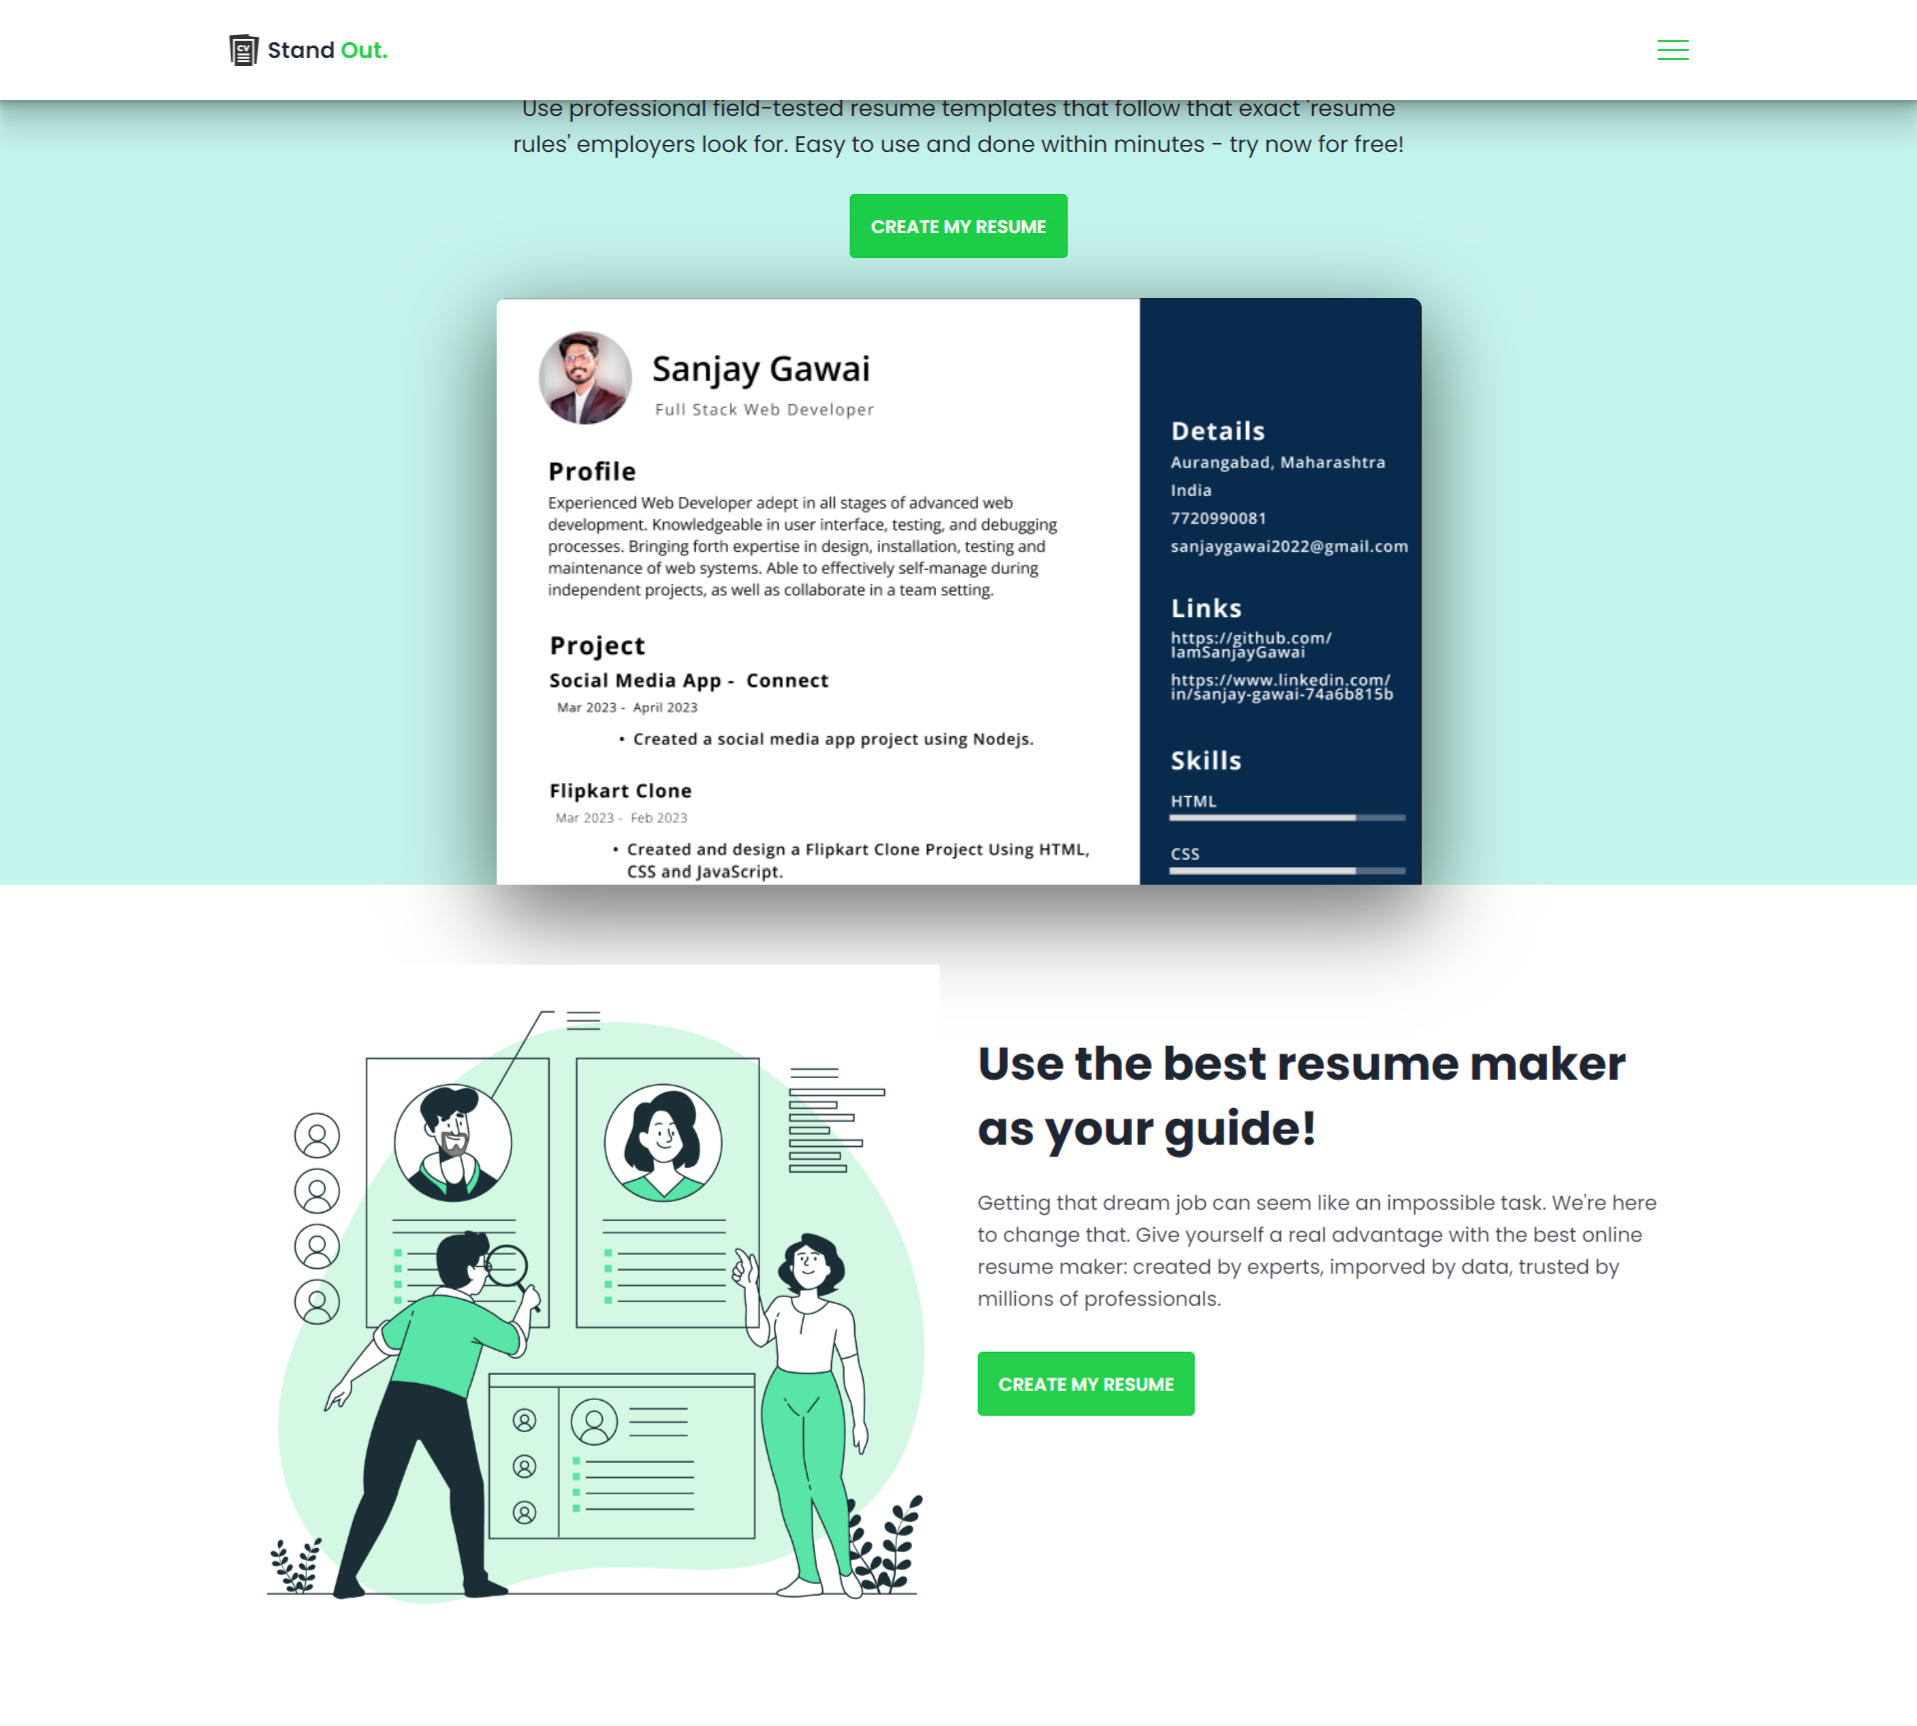 CV
Stand Out.
Use professional field-tested resume templates that follow that exact 'resume
rules' employers look for. Easy to use and done within minutes - try now for free!
CREATE MY RESUME
Sanjay Gawai
Full Stack Web Developer
Profile
Experienced Web Developer adept in all stages of advanced web
development. Knowledgeable in user interface, testing, and debugging
processes. Bringing forth expertise in design, installation, testing and
maintenance of web systems. Able to effectively self-manage during
independent projects, as well as collaborate in a team setting.
Project
Social Media App - Connect
Mar 2023 - April 2023
• Created a social media app project using Nodejs.
Flipkart Clone
Mar 2023 - Feb 2023
• Created and design a Flipkart Clone Project Using HTML,
CSS and JavaScript.
Details
Aurangabad, Maharashtra
India
7720990081
sanjaygawai2022@gmail.com
Links
https://github.com/
IamSanjayGawai
https://www.linkedin.com/
in/sanjay-gawai-74a6b815b
Skills
HTML
CSS
Use the best resume maker
as your guide!
Getting that dream job can seem like an impossible task. We're here
to change that. Give yourself a real advantage with the best online
resume maker: created by experts, imporved by data, trusted by
millions of professionals.
CREATE MY RESUME